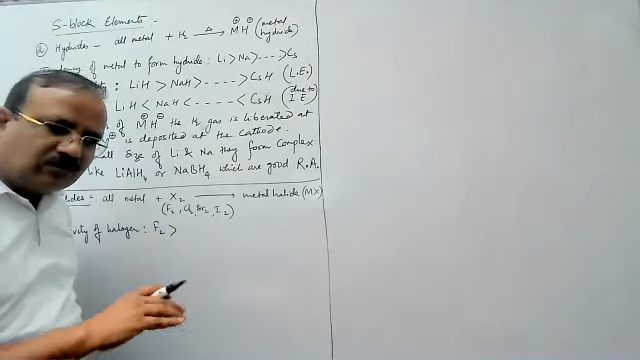 S-block Elements -
(d) Hydrides - all metal + H₂ —Δ→ M⊕ H⊖ (metal hydride)
Tendency of metal to form hydride : Li > Na > --- > Cs
: LiH > NaH > ----- > CsH (L.E.)
LiH < NaH < ----- < CsH (due to I E)
of M⊕H⊖ the H₂ gas is liberated at
⊕ is deposited at the cathode.
size of Li & Na they form complex
like LiAlH₄ or NaBH₄ which are good R.A.
all metal + X₂ ——→ metal halide (MX)
(F₂, Cl₂, Br₂, I₂)
of halogen : F₂ >